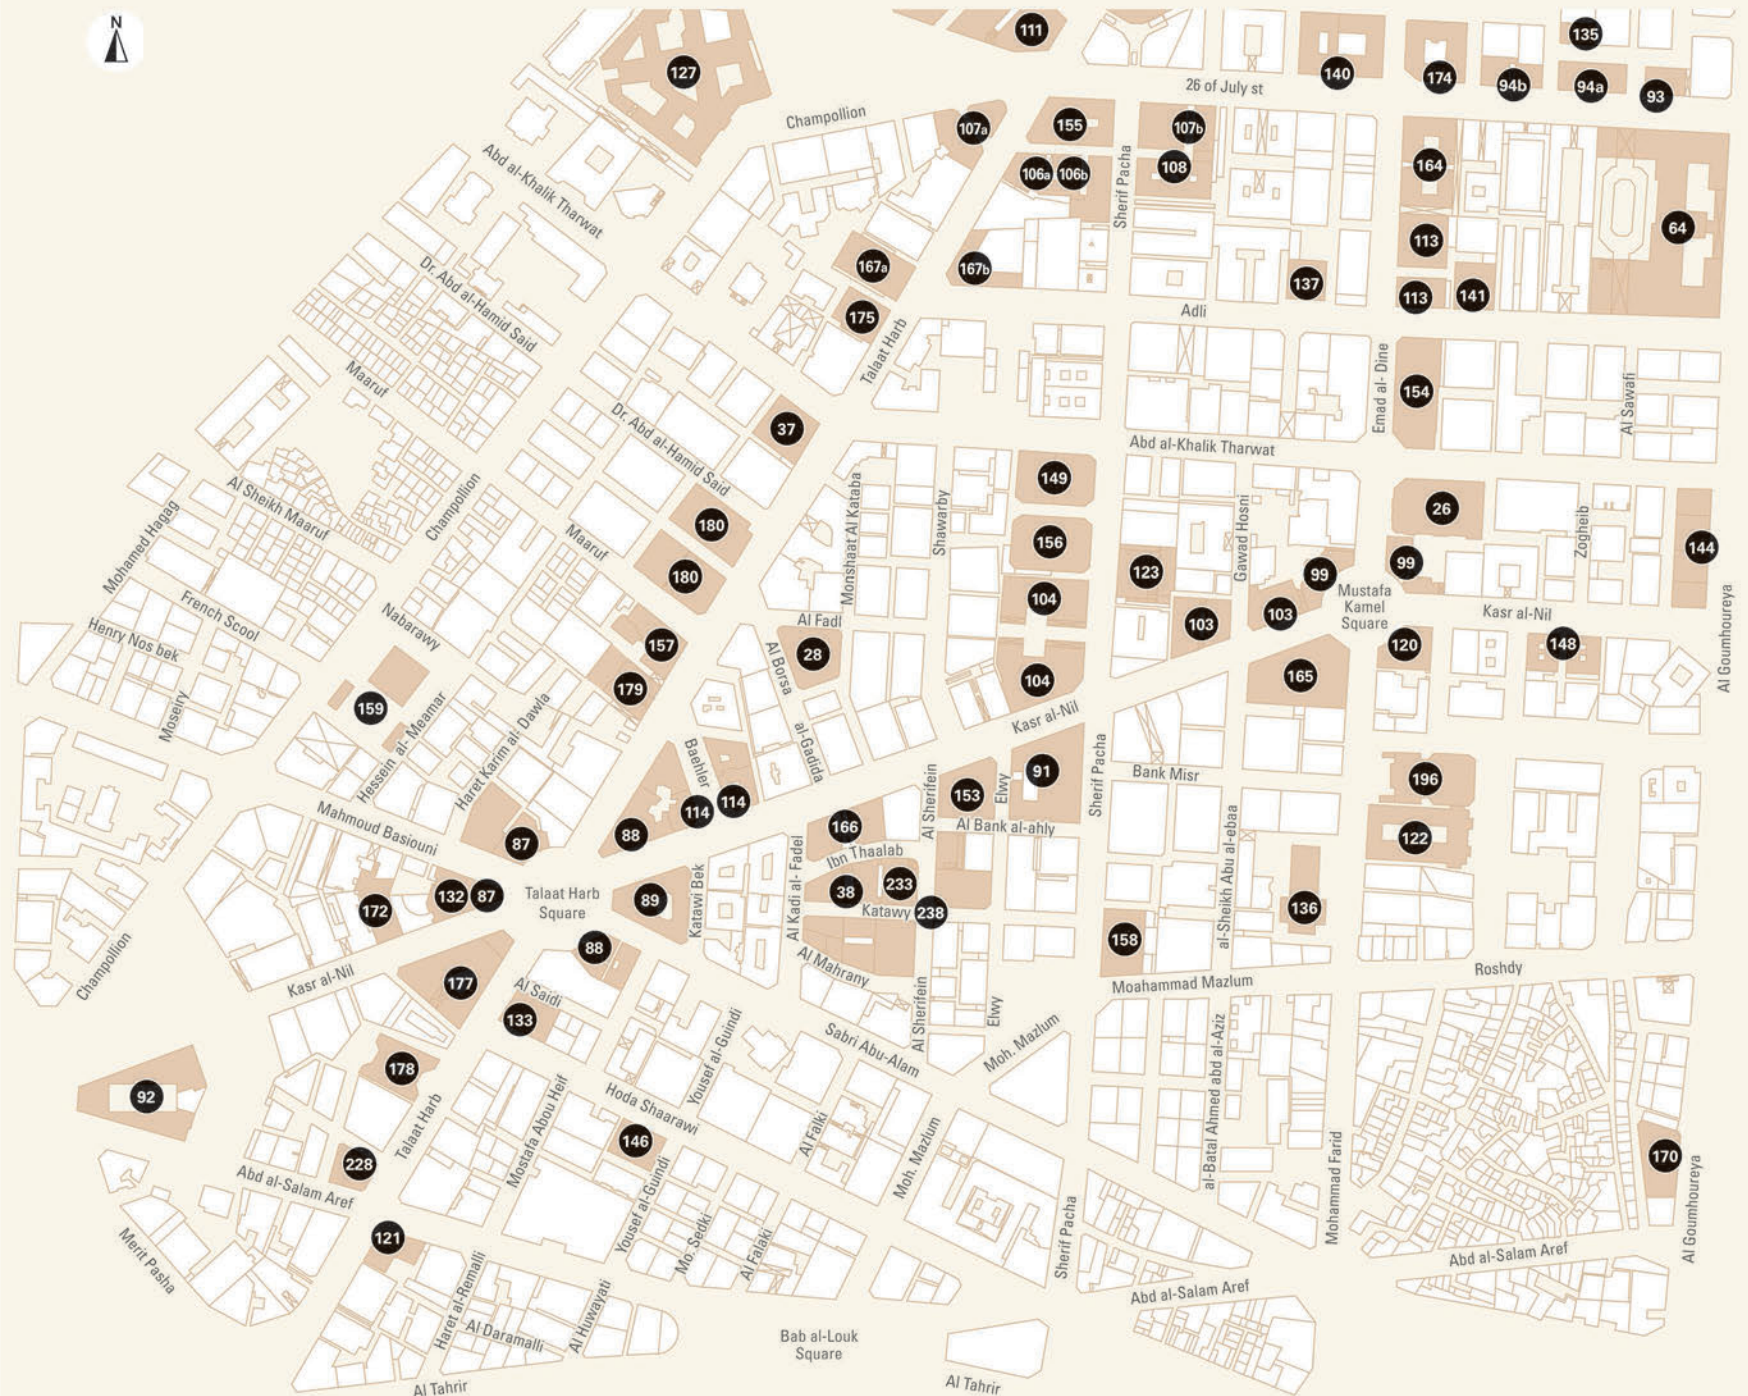 N
111
135
127
140
174
94b
94a
93
26 of July st
Champollion
107a
155
107b
Abd al-Khalik Tharwat
106a
106b
Sherif Pacha
108
164
64
113
167a
167b
137
113
141
Dr. Abd al-Hamid Said
175
Talaat Harb
Adli
Maaruf
Emad al- Dine
154
Al Sawafi
37
Dr. Abd al-Hamid Said
Abd al-Khalik Tharwat
Mohamed Hagag
Al Sheikh Maaruf
Champollion
Monshaat Al Kataba
Shawarby
149
26
180
Maaruf
156
Gawad Hosni
Zogheib
144
180
123
99
99
104
103
103
Mustafa
Kamel
Square
Kasr al-Nil
French Scool
Nabarawy
Al Fadl
Henry Nos bek
157
28
Al Borsa
al-Gadida
120
148
Al Goumhoureya
179
104
165
Moseiry
159
Hessein al- Meamar
Haret Karim al- Dawla
Kasr al-Nil
Baehler
91
Sherif Pacha
Bank Misr
196
Al Sherifein
153
Elwy
114
114
Mahmoud Basiouni
87
88
166
Al Bank al-ahly
122
Ibn Thaalab
al-Sheikh Abu al-ebaa
132
87
Talaat Harb
Square
89
Katawi Bek
Al Kadi al- Fadel
38
233
Katawy
238
172
136
158
88
Al Mahrany
Champollion
Kasr al-Nil
177
Al Saidi
Moahammad Mazlum
Roshdy
133
Yousef al-Guindi
Sabri Abu-Alam
Al Sherifein
Elwy
Moh. Mazlum
al-Batal Ahmed abd al-Aziz
178
92
Hoda Shaarawi
Talaat Harb
Mostafa Abou Heif
146
Al Falki
Moh. Mazlum
Mohammad Farid
170
228
Abd al-Salam Aref
Yousef al-Guindi
Mo. Sedki
Al Falaki
Sherif Pacha
Al Goumhoureya
121
Merit Pasha
Haret al-Remalli
Abd al-Salam Aref
Abd al-Salam Aref
Al Daramalli
Al Huwayati
Bab al-Louk
Square
Al Tahrir
Al Tahrir